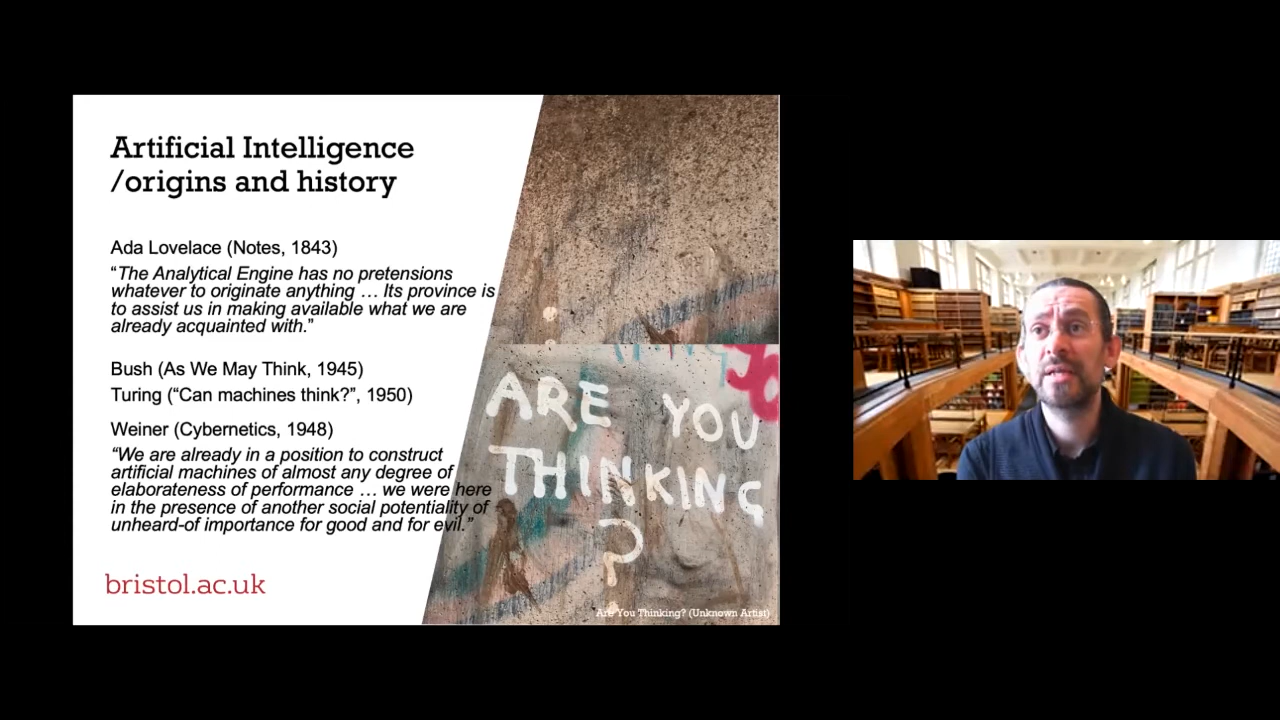 Artificial Intelligence
/origins and history
Ada Lovelace (Notes, 1843)
“The Analytical Engine has no pretensions
whatever to originate anything … Its province is
to assist us in making available what we are
already acquainted with.”
Bush (As We May Think, 1945)
Turing (“Can machines think?”, 1950)
Weiner (Cybernetics, 1948)
“We are already in a position to construct
artificial machines of almost any degree of
elaborateness of performance … we were here
in the presence of another social potentiality of
unheard-of importance for good and for evil.”
bristol.ac.uk
ARE YOU
THINKING
?
Are You Thinking? (Unknown Artist)